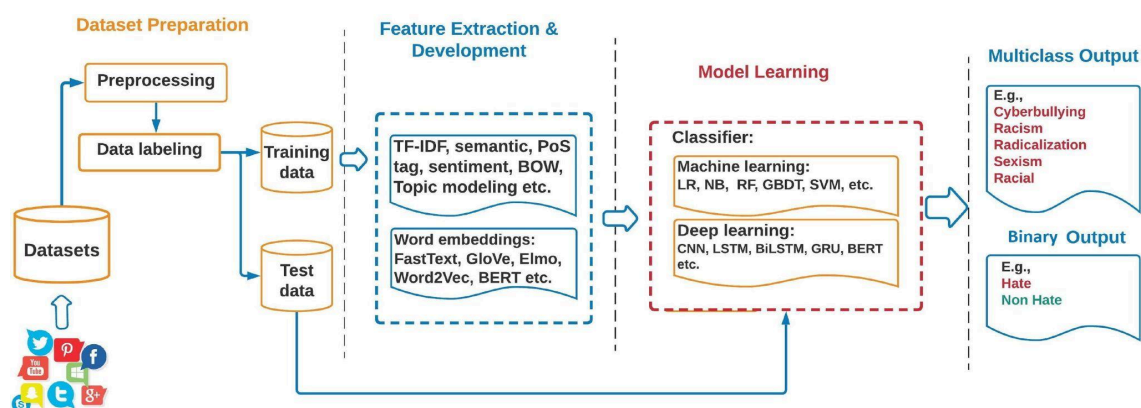 Dataset Preparation
Preprocessing
Data labeling
Training
data
Datasets
Test
data
You
Tube
f
g+
S
Feature Extraction &
Development
TF-IDF, semantic, PoS
tag, sentiment, BOW,
Topic modeling etc.
Word embeddings:
FastText, GloVe, Elmo,
Word2Vec, BERT etc.
Model Learning
Classifier:
Machine learning:
LR, NB, RF, GBDT, SVM, etc.
Deep learning:
CNN, LSTM, BiLSTM, GRU, BERT
etc.
Multiclass Output
E.g.,
Cyberbullying
Racism
Radicalization
Sexism
Racial
Binary Output
E.g.,
Hate
Non Hate